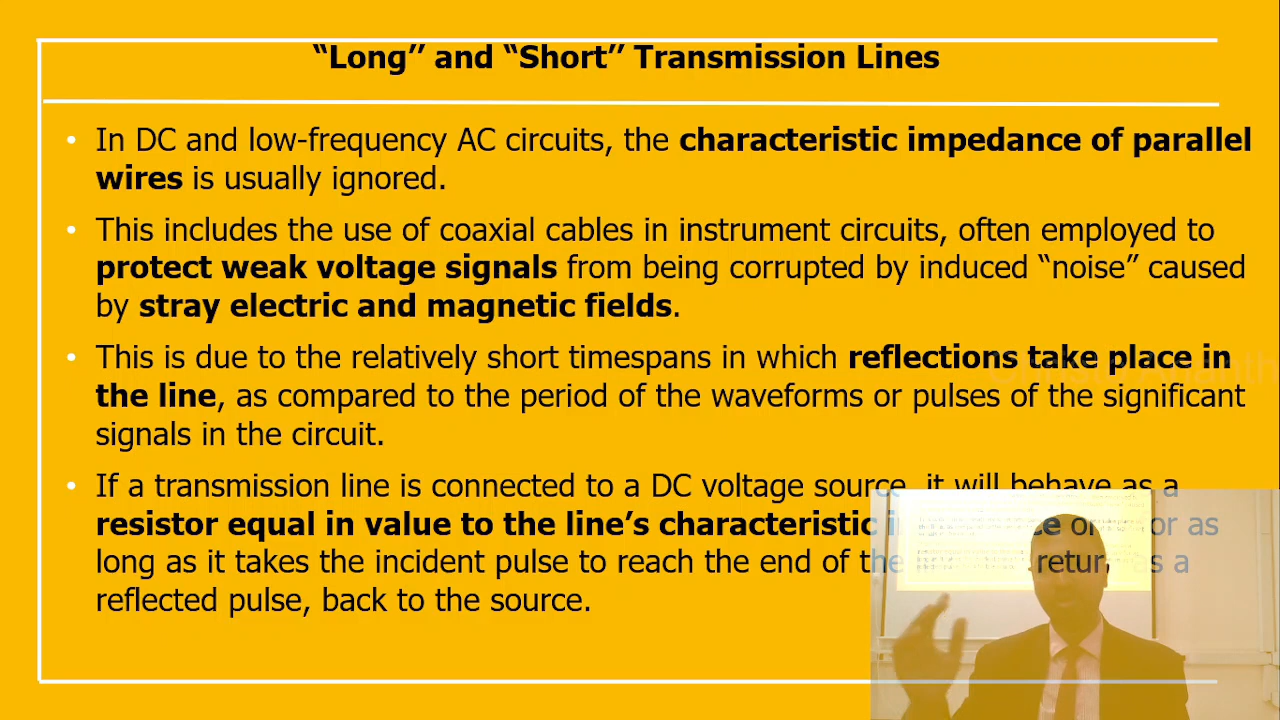 “Long” and “Short” Transmission Lines
• In DC and low-frequency AC circuits, the characteristic impedance of parallel
wires is usually ignored.
• This includes the use of coaxial cables in instrument circuits, often employed to
protect weak voltage signals from being corrupted by induced “noise” caused
by stray electric and magnetic fields.
• This is due to the relatively short timespans in which reflections take place in
the line, as compared to the period of the waveforms or pulses of the significant
signals in the circuit.
• If a transmission line is connected to a DC voltage source, it will behave as a
resistor equal in value to the line’s characteristic as
long as it takes the incident pulse to reach the end of the as a
reflected pulse, back to the source.